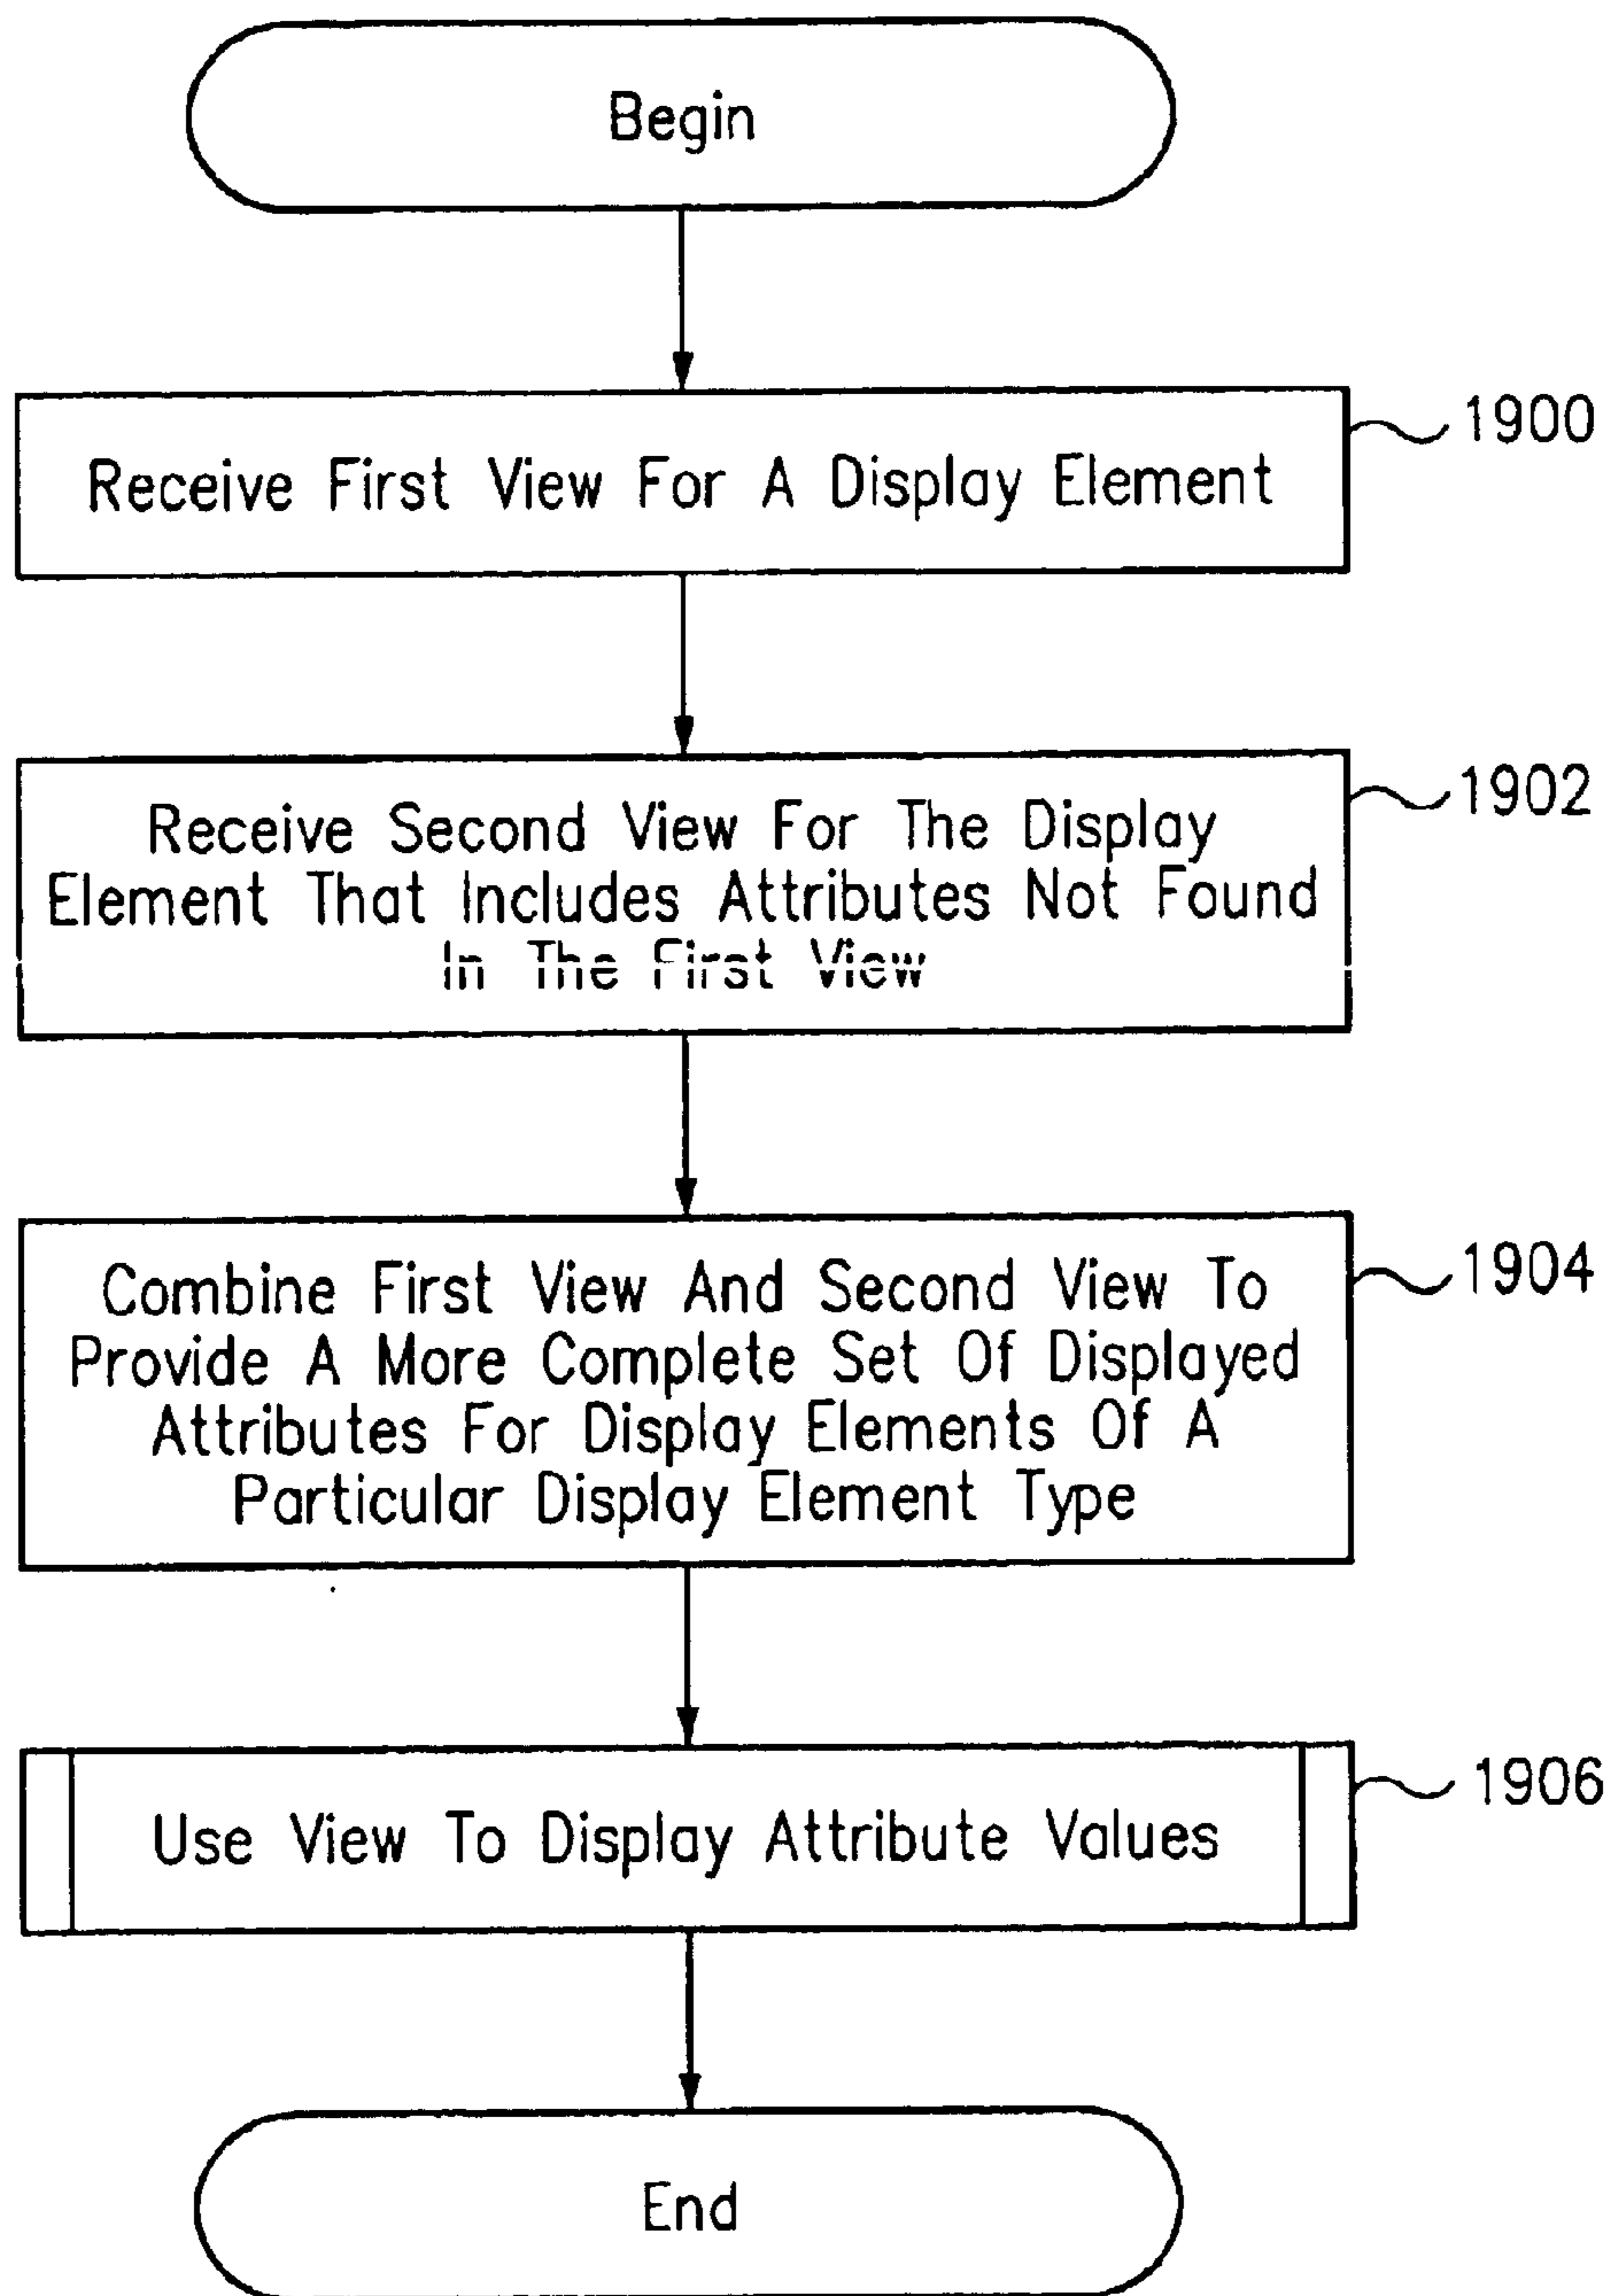 Begin
Receive First View For A Display Element
1900
Receive Second View For The Display
Element That Includes Attributes Not Found
In The First View
1902
Combine First View And Second View To
Provide A More Complete Set Of Displayed
Attributes For Display Elements Of A
Particular Display Element Type
1904
Use View To Display Attribute Values
1906
End